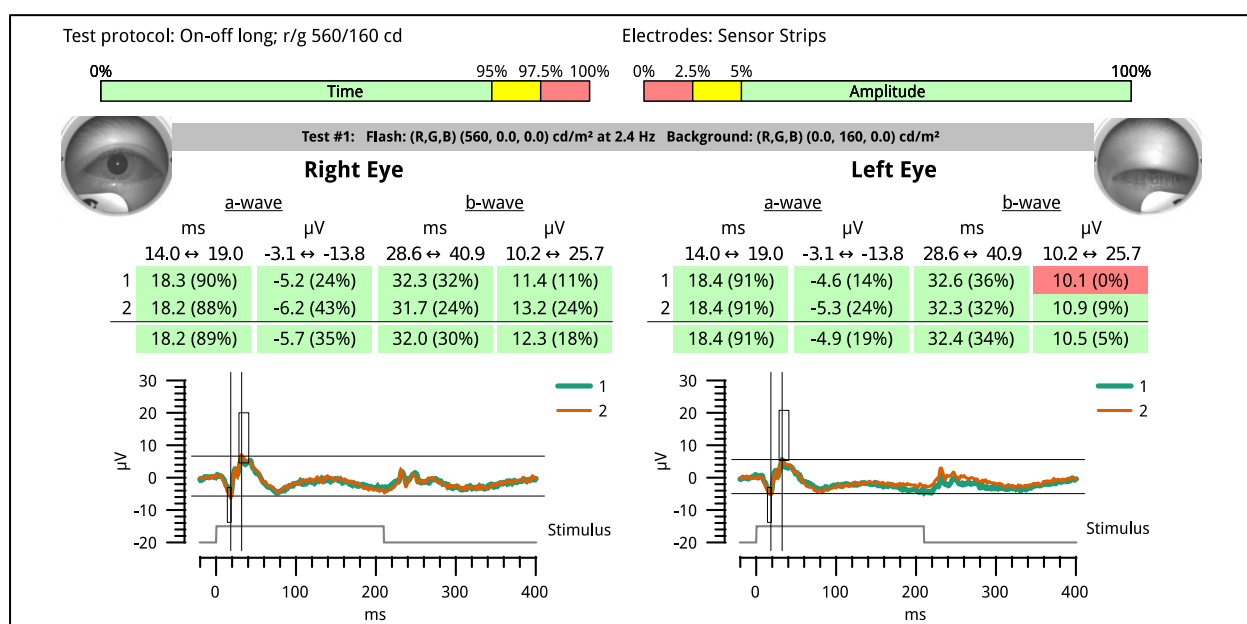 Test protocol: On-off long; r/g 560/160 cd Electrodes: Sensor Strips
0% 95% 97.5% 100% 0% 2.5% 5% 100%
Time Amplitude
Test #1: Flash: (R,G,B) (560, 0.0, 0.0) cd/m² at 2.4 Hz Background: (R,G,B) (0.0, 160, 0.0) cd/m²
Right Eye Left Eye
a-wave b-wave a-wave b-wave
ms µV ms µV ms µV ms µV
14.0 ↔ 19.0 -3.1 ↔ -13.8 28.6 ↔ 40.9 10.2 ↔ 25.7 14.0 ↔ 19.0 -3.1 ↔ -13.8 28.6 ↔ 40.9 10.2 ↔ 25.7
1 18.3 (90%) -5.2 (24%) 32.3 (32%) 11.4 (11%) 1 18.4 (91%) -4.6 (14%) 32.6 (36%) 10.1 (0%)
2 18.2 (88%) -6.2 (43%) 31.7 (24%) 13.2 (24%) 2 18.4 (91%) -5.3 (24%) 32.3 (32%) 10.9 (9%)
18.2 (89%) -5.7 (35%) 32.0 (30%) 12.3 (18%) 18.4 (91%) -4.9 (19%) 32.4 (34%) 10.5 (5%)
30 1 30 1
20 2 20 2
10 10
µV 0 µV 0
-10 -10
Stimulus Stimulus
-20 -20
0 100 200 300 400 0 100 200 300 400
ms ms